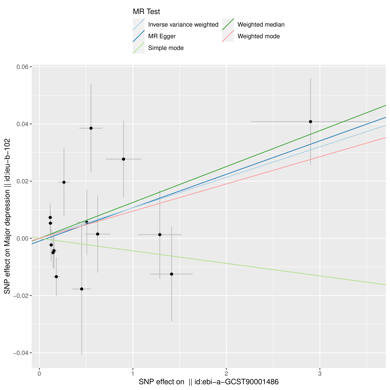 MR Test
Inverse variance weighted
Weighted median
MR Egger
Weighted mode
Simple mode
0.06
0.04
0.02
0.00
−0.02
−0.04
SNP effect on Major depression || id:ieu−b−102
0
1
2
3
SNP effect on || id:ebi−a−GCST90001486